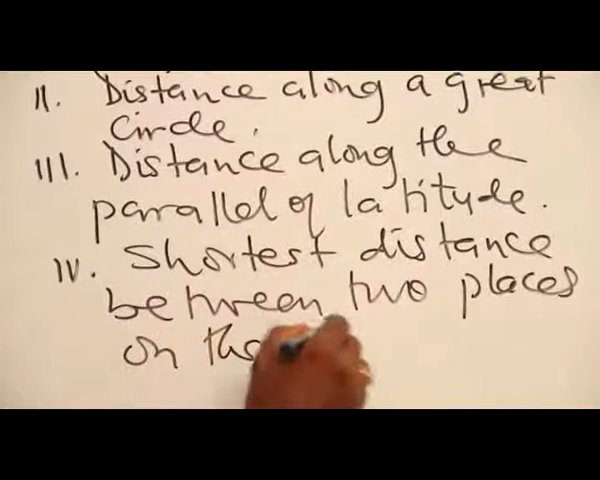 II. Distance along a great
Circle.
III. Distance along the
parallel of latitude.
IV. Shortest distance
between two places
on the